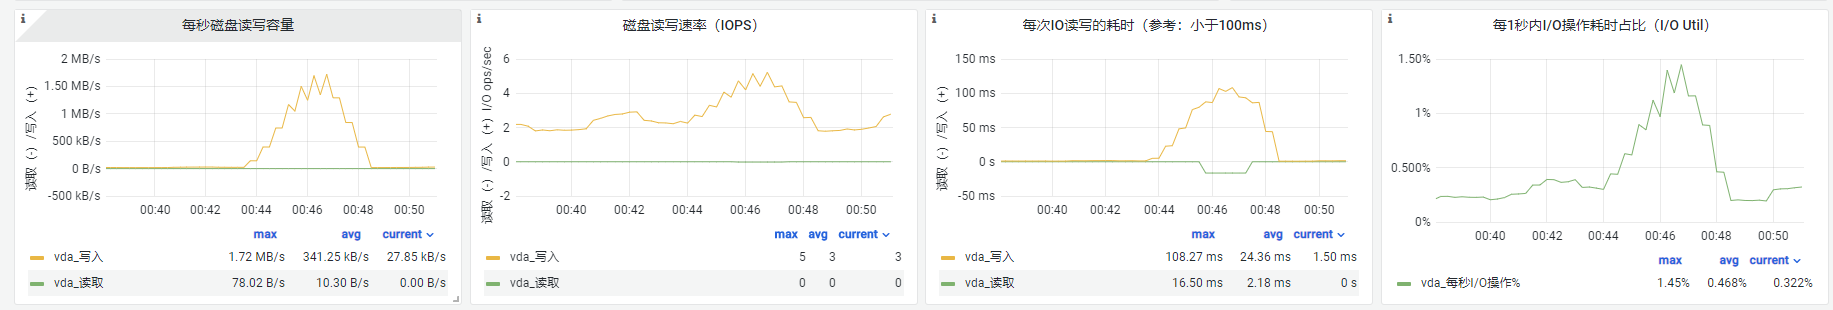 每秒磁盘读写容量
读取（-）/写入（+）
2 MB/s
1.50 MB/s
1 MB/s
500 kB/s
0 B/s
-500 kB/s
00:40 00:42 00:44 00:46 00:48 00:50
max avg current
vda_写入 1.72 MB/s 341.25 kB/s 27.85 kB/s
vda_读取 78.02 B/s 10.30 B/s 0.00 B/s
磁盘读写速率（IOPS）
读取（-）/写入（+）I/O ops/sec
6
4
2
0
-2
00:40 00:42 00:44 00:46 00:48 00:50
max avg current
vda_写入 5 3 3
vda_读取 0 0 0
每次IO读写的耗时（参考：小于100ms）
读取（-）/写入（+）
150 ms
100 ms
50 ms
0 s
-50 ms
00:40 00:42 00:44 00:46 00:48 00:50
max avg current
vda_写入 108.27 ms 24.36 ms 1.50 ms
vda_读取 16.50 ms 2.18 ms 0 s
每1秒内I/O操作耗时占比（I/O Util）
1.50%
1%
0.500%
0%
00:40 00:42 00:44 00:46 00:48 00:50
max avg current
vda_每秒I/O操作% 1.45% 0.468% 0.322%